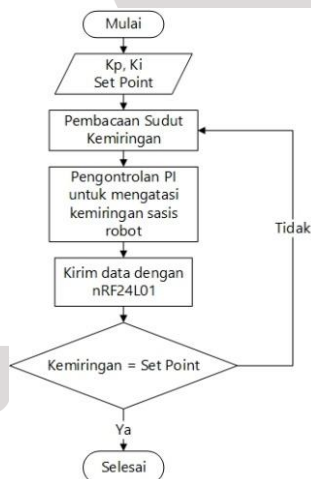 Mulai
Kp, Ki
Set Point
Pembacaan Sudut
Kemiringan
Pengontrolan PI
untuk mengatasi
kemiringan sasis
robot
Tidak
Kirim data dengan
nRF24L01
Kemiringan = Set Point
Ya
Selesai